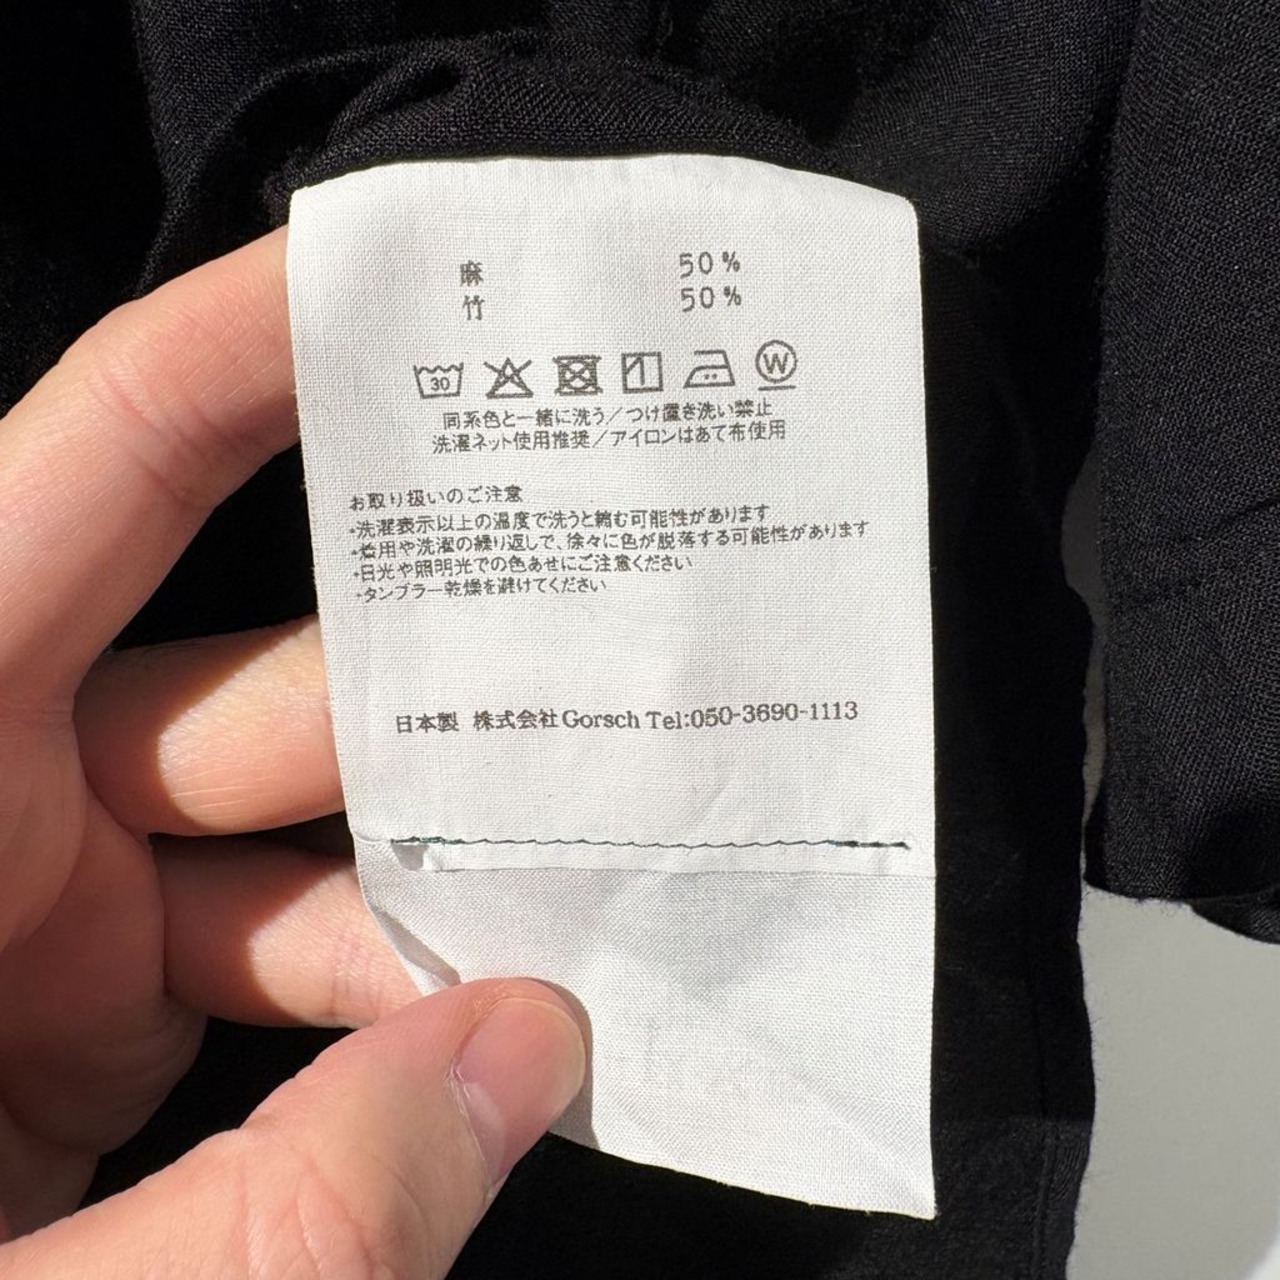 麻 50%
竹 50%
30 W
同系色と一緒に洗う/つけ置き洗い禁止
洗濯ネット使用推奨/アイロンはあて布使用
お取り扱いのご注意
・洗濯表示以上の温度で洗うと縮む可能性があります
・着用や洗濯の繰り返しで、徐々に色が脱落する可能性があります
・日光や照明光での色あせにご注意ください
・タンブラー乾燥を避けてください
日本製 株式会社Gorsch Tel:050-3690-1113